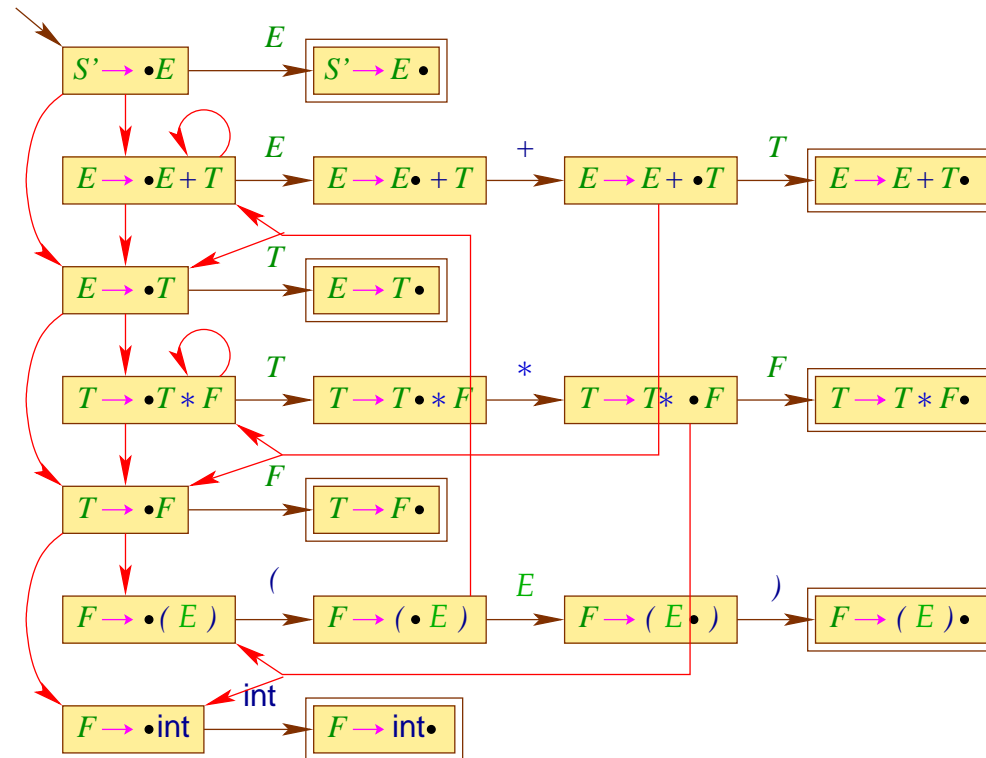 E
S’→ •E S’→ E •
E + T
E→ •E + T E→ E• + T E→ E + •T E→ E + T•
T
E→ •T E→ T•
T * F
T→ •T * F T→ T• * F T→ T* •F T→ T * F•
F
T→ •F T→ F•
( E )
F→ •( E ) F→ ( • E ) F→ ( E • ) F→ ( E ) •
int
F→ •int F→ int•